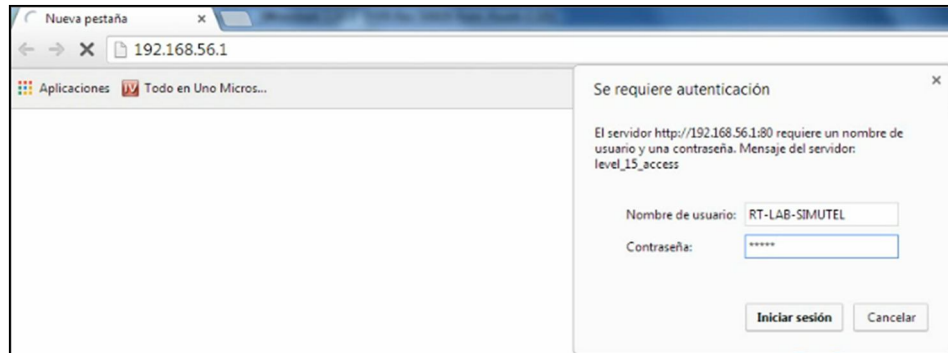 Nueva pestaña
192.168.56.1
Aplicaciones Todo en Uno Micros...
Se requiere autenticación
El servidor http://192.168.56.1:80 requiere un nombre de
usuario y una contraseña. Mensaje del servidor:
level_15_access
Nombre de usuario: RT-LAB-SIMUTEL
Contraseña: *****
Iniciar sesión Cancelar